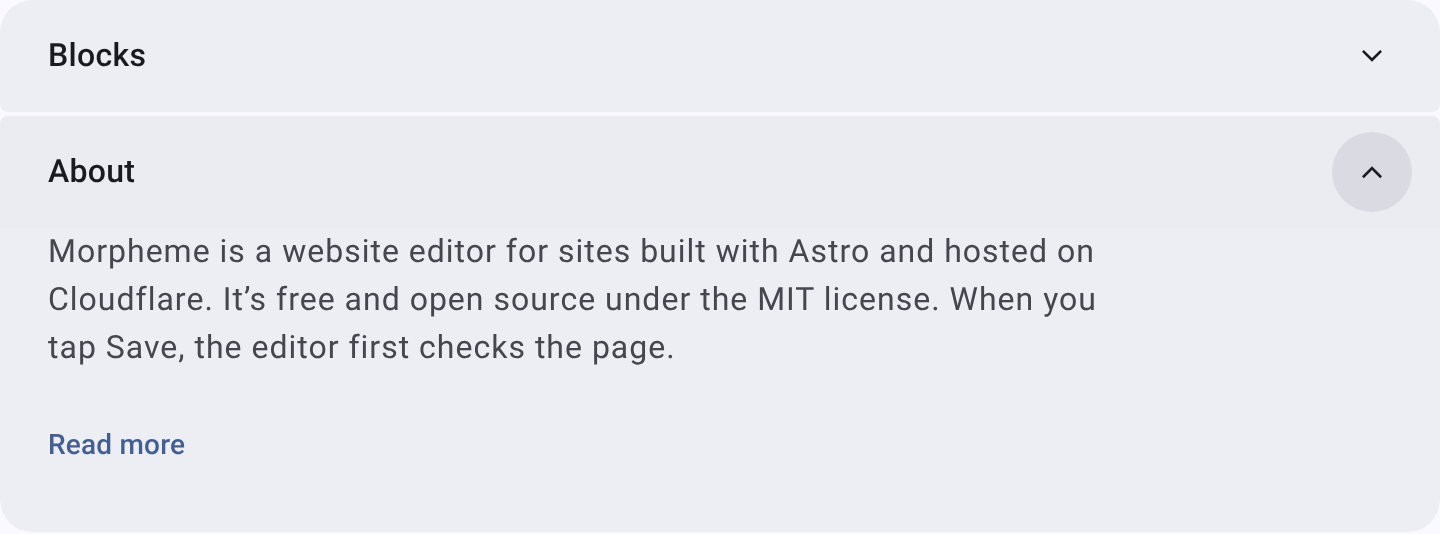 Blocks
About
Morpheme is a website editor for sites built with Astro and hosted on
Cloudflare. It’s free and open source under the MIT license. When you
tap Save, the editor first checks the page.
Read more